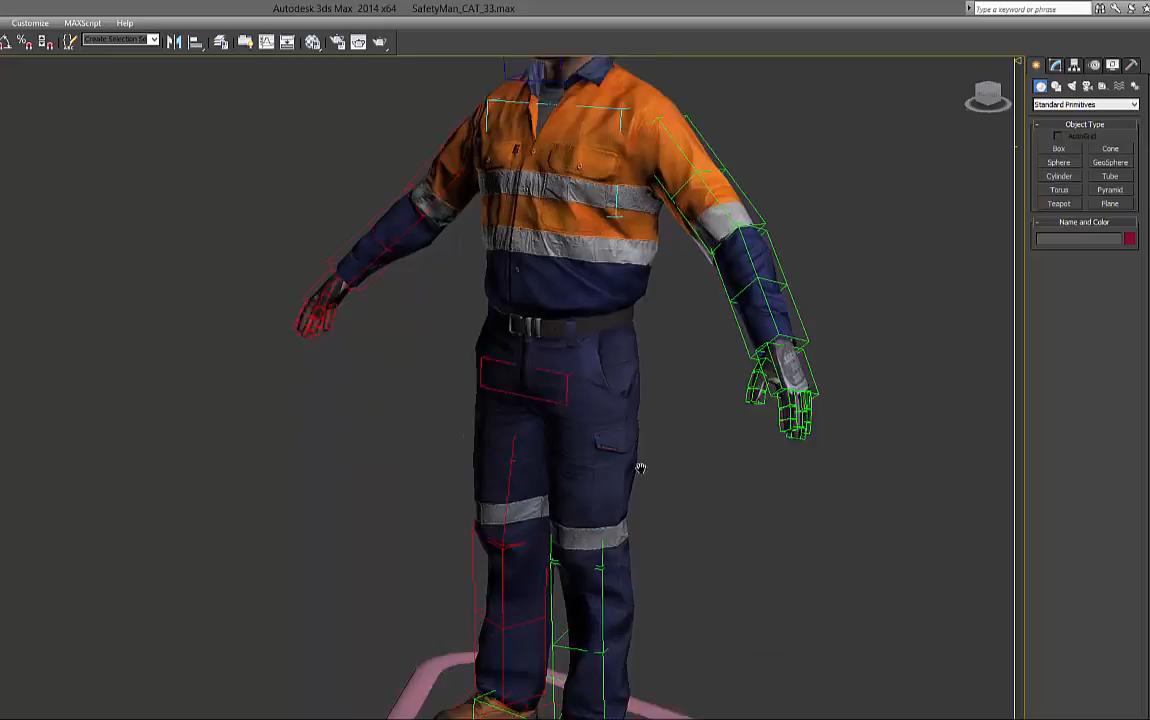 Autodesk 3ds Max 2014 x64 SafetyMan_CAT_33.max
Type a keyword or phrase
Customize MAXScript Help
Create Selection Se
Standard Primitives
- Object Type
AutoGrid
Box Cone
Sphere GeoSphere
Cylinder Tube
Torus Pyramid
Teapot Plane
- Name and Color